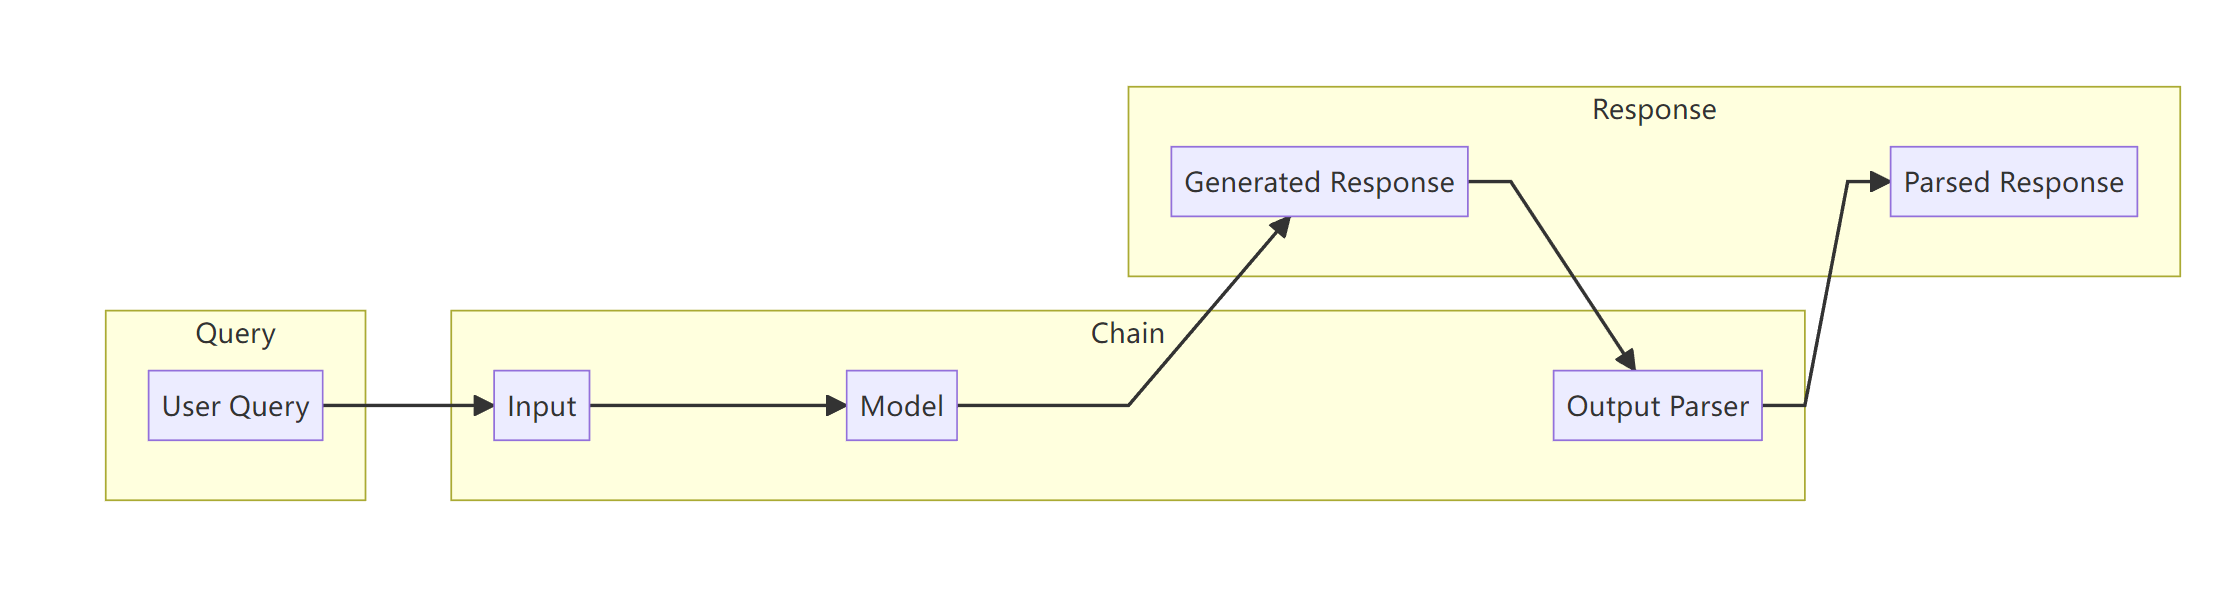 Response
Generated Response
Parsed Response
Query
Chain
User Query
Input
Model
Output Parser